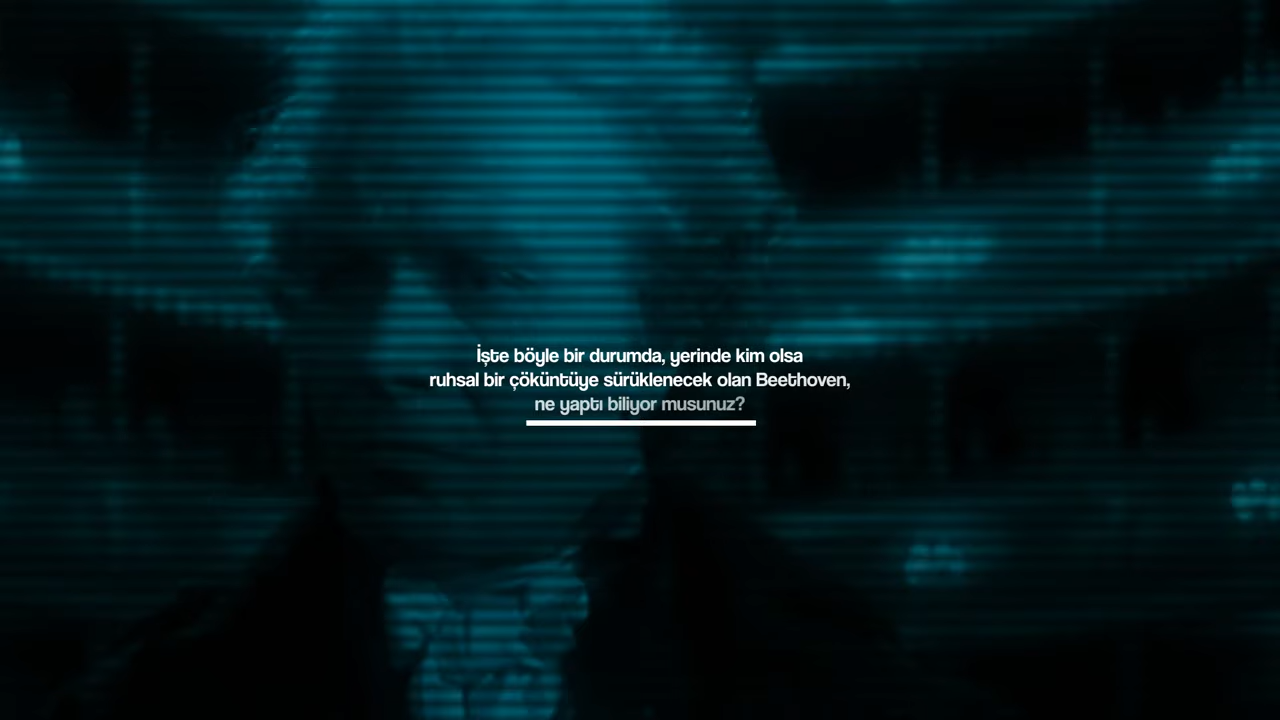 İşte böyle bir durumda, yerinde kim olsa
ruhsal bir çöküntüye sürüklenecek olan Beethoven,
ne yaptı biliyor musunuz?